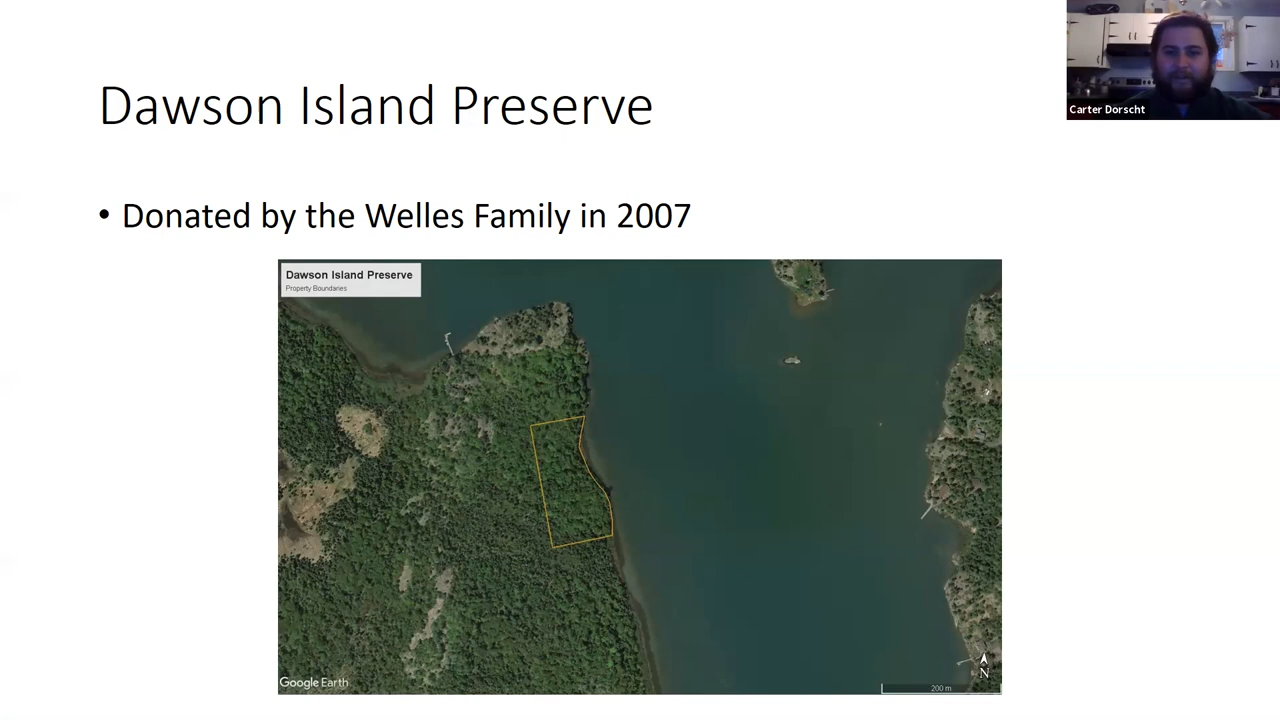 Carter Dorscht
Dawson Island Preserve
• Donated by the Welles Family in 2007
Dawson Island Preserve
Property Boundaries
Google Earth
N
200 m